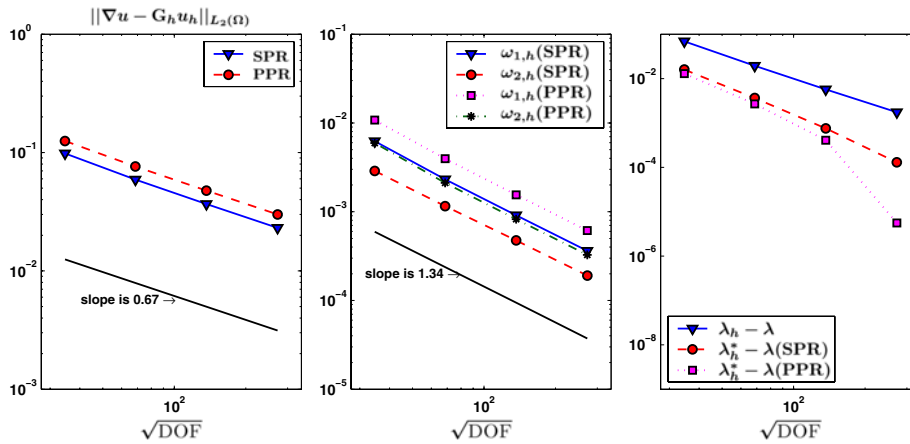 ||∇u − G_h u_h||_{L_2(Ω)}
10^0
10^{-1}
10^{-2}
10^{-3}
SPR
PPR
slope is 0.67 →
10^2
√DOF
10^{-1}
10^{-2}
10^{-3}
10^{-4}
10^{-5}
ω_{1,h}(SPR)
ω_{2,h}(SPR)
ω_{1,h}(PPR)
ω_{2,h}(PPR)
slope is 1.34 →
10^2
√DOF
10^{-2}
10^{-4}
10^{-6}
10^{-8}
λ_h − λ
λ_h^* − λ(SPR)
λ_h^* − λ(PPR)
10^2
√DOF